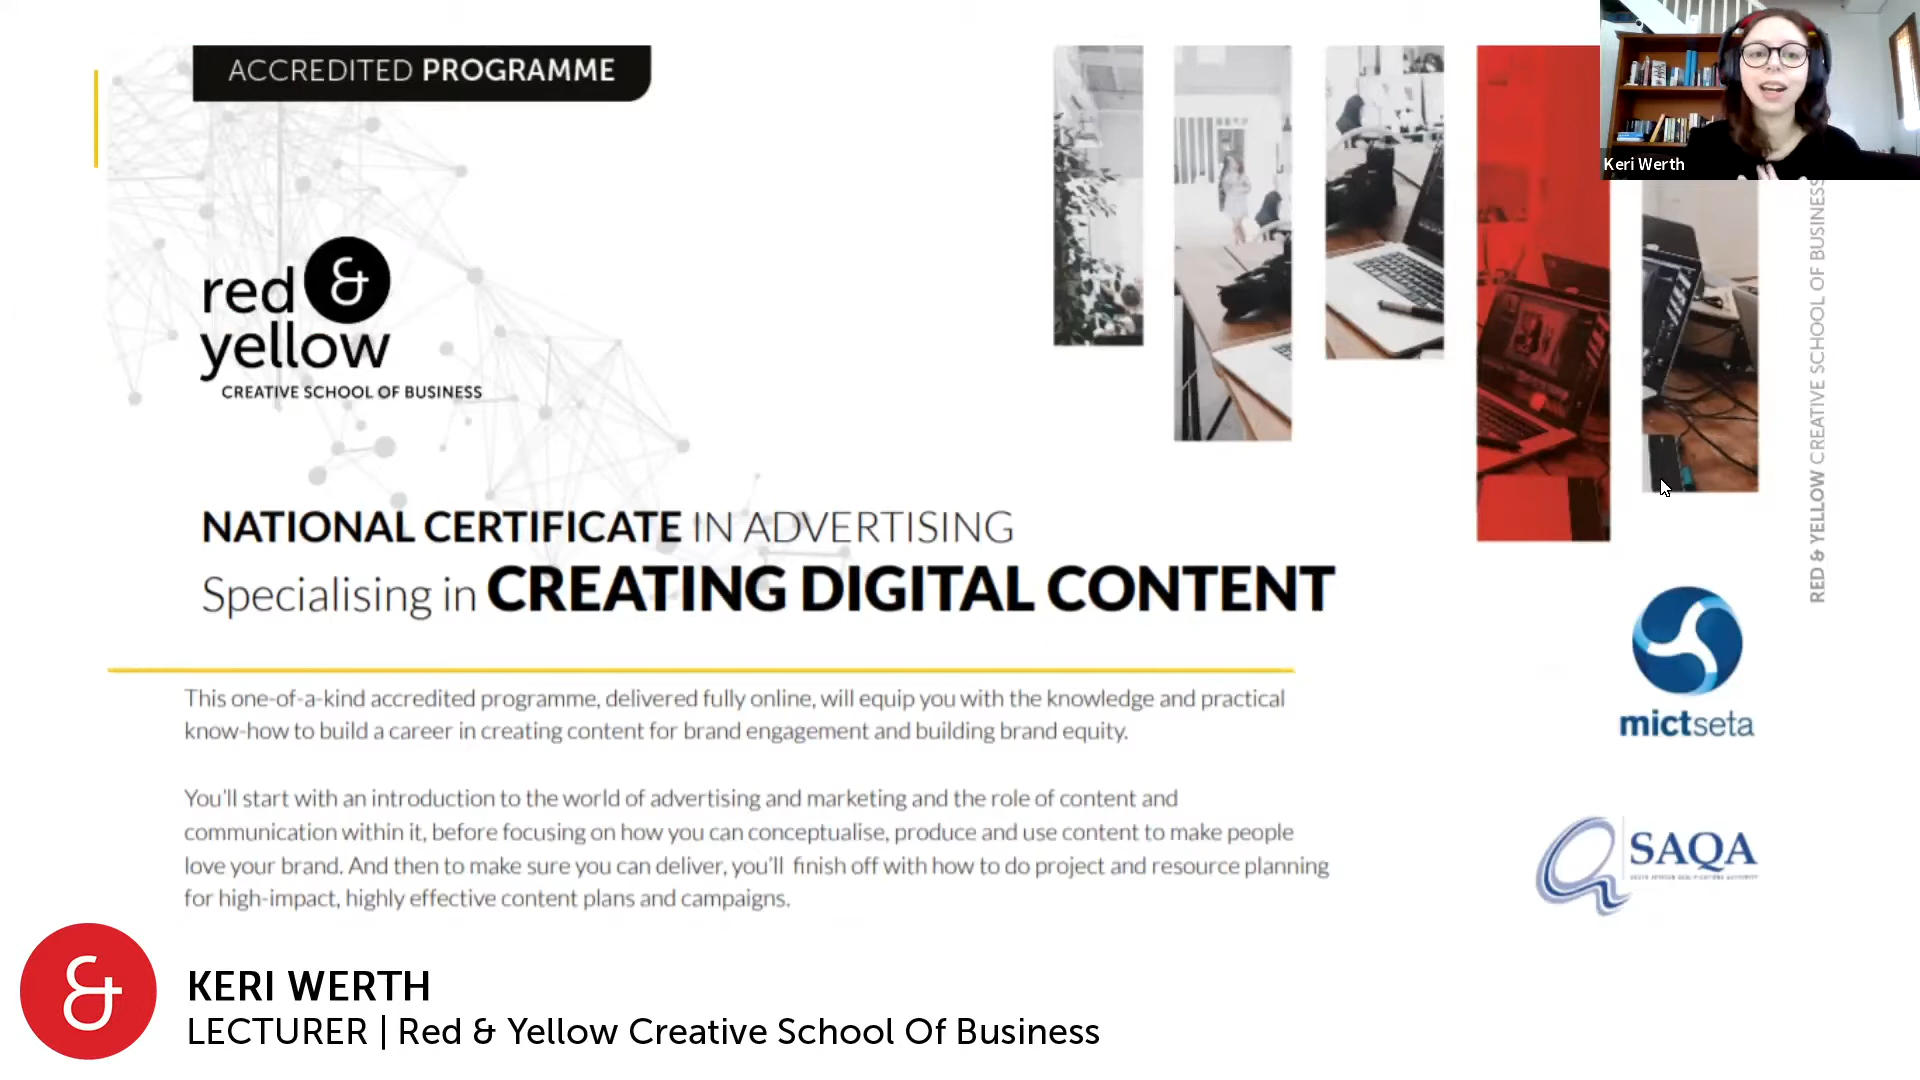 ACCREDITED PROGRAMME
Keri Werth
red &
yellow
CREATIVE SCHOOL OF BUSINESS
RED & YELLOW CREATIVE SCHOOL OF BUSINESS
NATIONAL CERTIFICATE IN ADVERTISING
Specialising in CREATING DIGITAL CONTENT
This one-of-a-kind accredited programme, delivered fully online, will equip you with the knowledge and practical
know-how to build a career in creating content for brand engagement and building brand equity.
You'll start with an introduction to the world of advertising and marketing and the role of content and
communication within it, before focusing on how you can conceptualise, produce and use content to make people
love your brand. And then to make sure you can deliver, you'll finish off with how to do project and resource planning
for high-impact, highly effective content plans and campaigns.
mictseta
SAQA
&
KERI WERTH
LECTURER | Red & Yellow Creative School Of Business